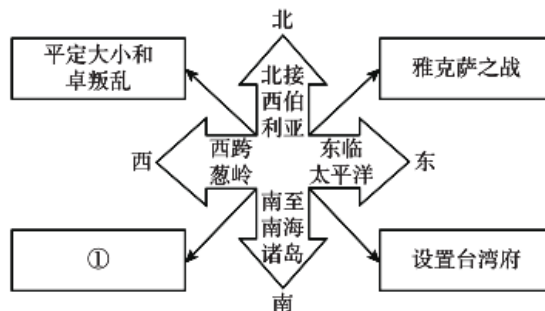 北
平定大小和
卓叛乱
北接
西伯
利亚
雅克萨之战
西
西跨
葱岭
东临
太平洋
东
①
南至
南海
诸岛
设置台湾府
南